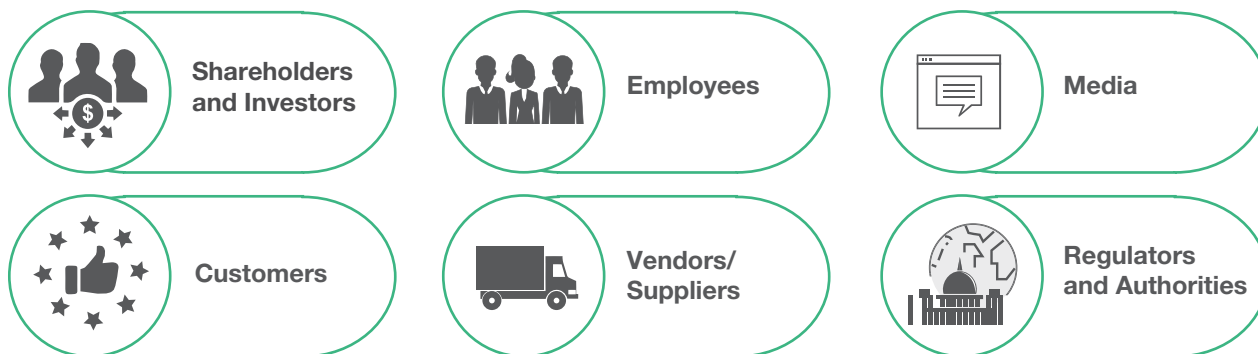 Shareholders
and Investors
Employees
Media
Customers
Vendors/
Suppliers
Regulators
and Authorities
$